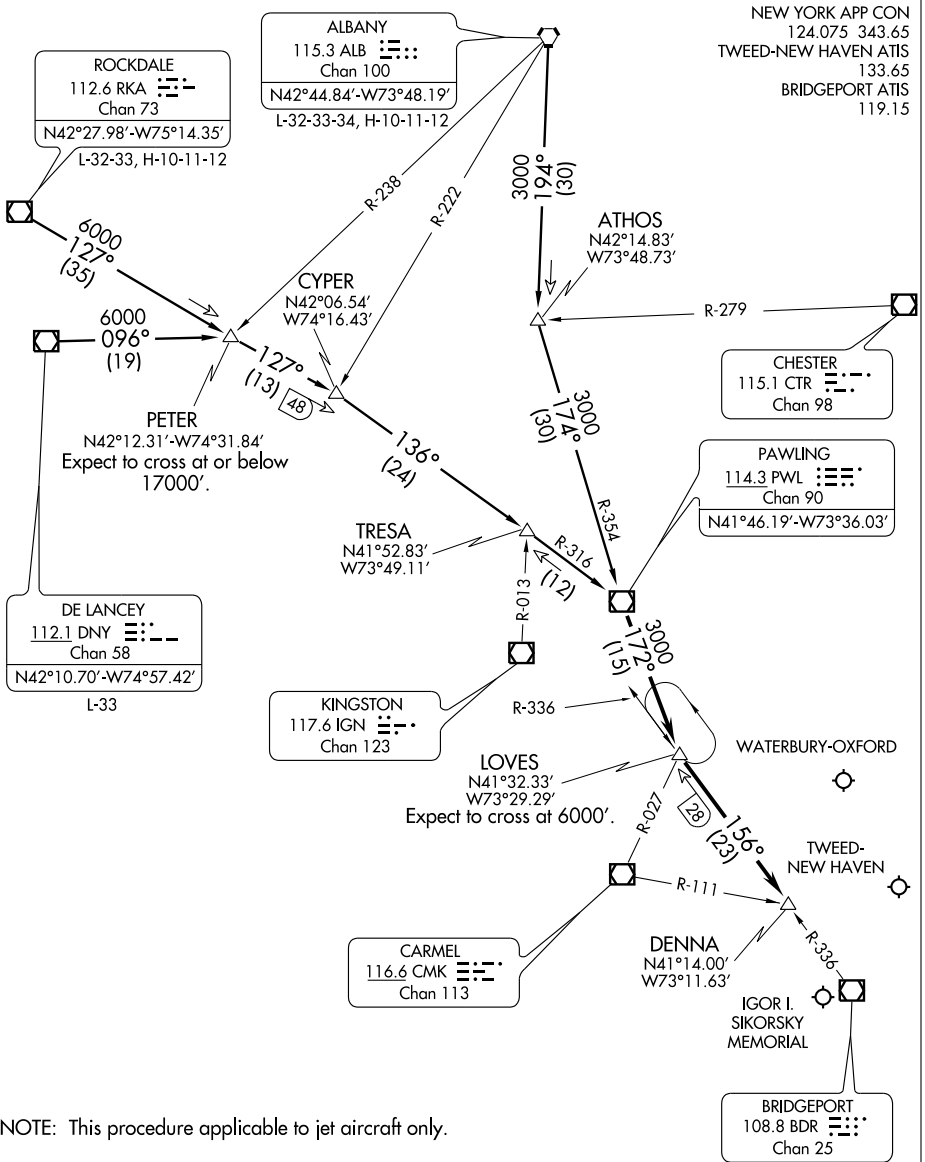 NEW YORK APP CON
124.075 343.65
TWEED-NEW HAVEN ATIS
133.65
BRIDGEPORT ATIS
119.15
ALBANY
115.3 ALB
Chan 100
N42°44.84'-W73°48.19'
L-32-33-34, H-10-11-12
ROCKDALE
112.6 RKA
Chan 73
N42°27.98'-W75°14.35'
L-32-33, H-10-11-12
R-238
R-222
3000
194°
(30)
6000
127°
(35)
ATHOS
N42°14.83'
W73°48.73'
CYPER
N42°06.54'
W74°16.43'
R-279
6000
096°
(19)
127°
(13)
48
CHESTER
115.1 CTR
Chan 98
PETER
N42°12.31'-W74°31.84'
Expect to cross at or below
17000'.
136°
(24)
3000
174°
(30)
R-354
PAWLING
114.3 PWL
Chan 90
N41°46.19'-W73°36.03'
TRESA
N41°52.83'
W73°49.11'
R-316
(12)
R-013
DE LANCEY
112.1 DNY
Chan 58
N42°10.70'-W74°57.42'
L-33
3000
172°
(15)
KINGSTON
117.6 IGN
Chan 123
R-336
LOVES
N41°32.33'
W73°29.29'
Expect to cross at 6000'.
WATERBURY-OXFORD
R-027
28
156°
(23)
TWEED-
NEW HAVEN
R-111
CARMEL
116.6 CMK
Chan 113
DENNA
N41°14.00'
W73°11.63'
R-336
IGOR I.
SIKORSKY
MEMORIAL
BRIDGEPORT
108.8 BDR
Chan 25
NOTE: This procedure applicable to jet aircraft only.